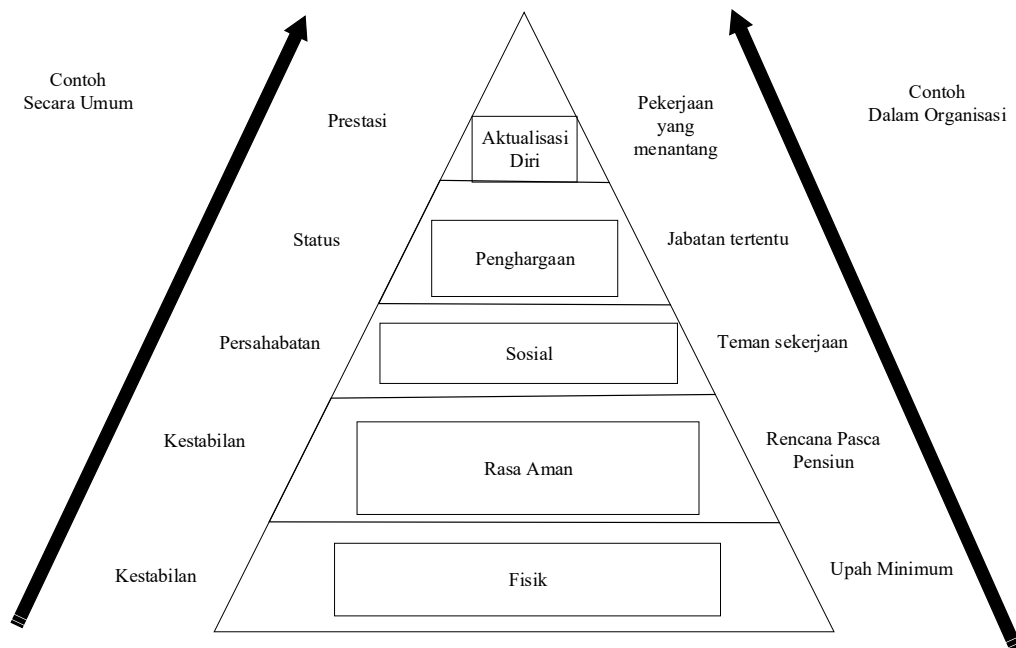 Contoh
Secara Umum
Contoh
Dalam Organisasi
Prestasi
Aktualisasi
Diri
Pekerjaan
yang
menantang
Status
Penghargaan
Jabatan tertentu
Persahabatan
Sosial
Teman sekerjaan
Kestabilan
Rasa Aman
Rencana Pasca
Pensiun
Kestabilan
Fisik
Upah Minimum